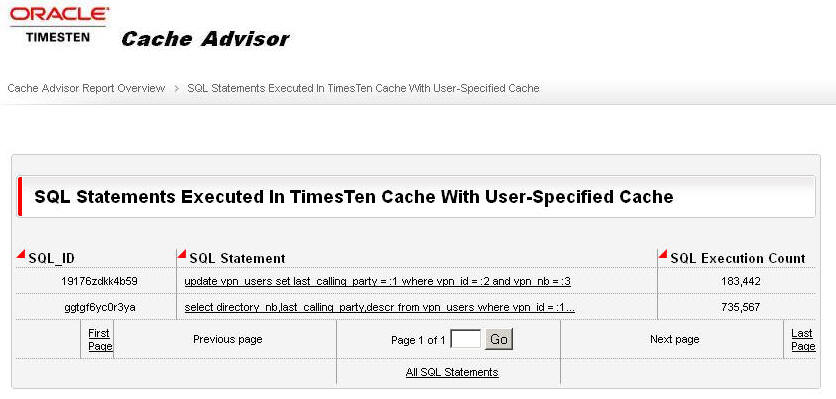 ORACLE
TIMESTEN
Cache Advisor
Cache Advisor Report Overview > SQL Statements Executed In TimesTen Cache With User-Specified Cache
SQL Statements Executed In TimesTen Cache With User-Specified Cache
SQL_ID SQL Statement SQL Execution Count
19176zdkk4b59 update vpn_users set last_calling_party = :1 where vpn_id = :2 and vpn_nb = :3 183,442
ggtgf6yc0r3ya select directory_nb,last_calling_party,descr from vpn_users where vpn_id = :1... 735,567
First Page Previous page Page 1 of 1 Go Next page Last Page
All SQL Statements